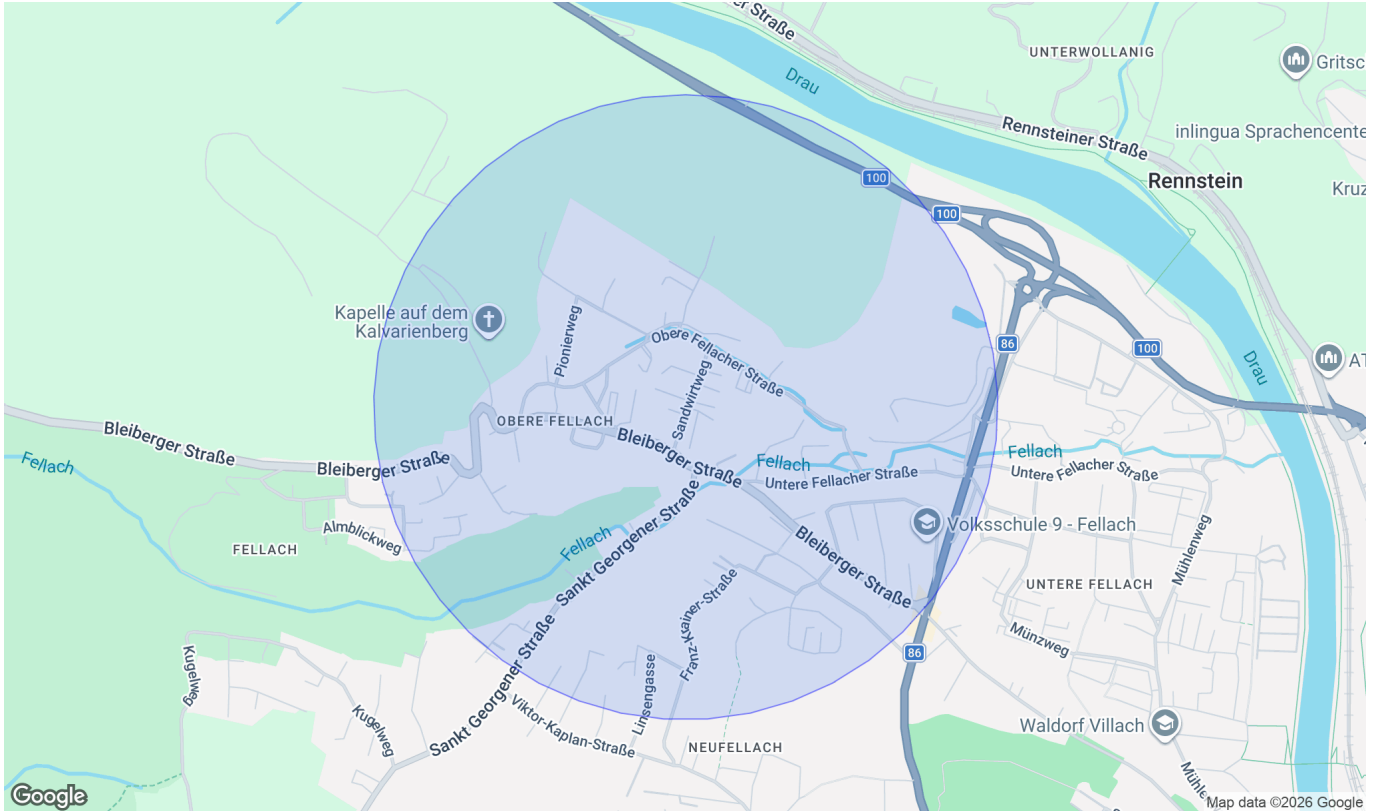 er Straße
UNTERWOLLANIG
Drau
Gritsc
Rennsteiner Straße
inlingua Sprachencente
Rennstein
Kruz
100
100
Kapelle auf dem
Kalvarienberg
Pionierweg
Obere Fellacher Straße
86
100
Drau
AT
Sandwirtweg
OBERE FELLACH
Bleiberger Straße
Bleiberger Straße
Bleiberger Straße
Fellach
Fellach
Fellach
Untere Fellacher Straße
Untere Fellacher Straße
Almblickweg
FELLACH
Fellach
Sankt Georgener Straße
Volksschule 9 - Fellach
Bleiberger Straße
Mühlenweg
UNTERE FELLACH
Franz-Krainer-Straße
Münzweg
86
Kugelweg
Linsengasse
Kugelweg
Sankt Georgener Straße
Viktor-Kaplan-Straße
NEUFELLACH
Waldorf Villach
Mühle
Google
Map data ©2026 Google